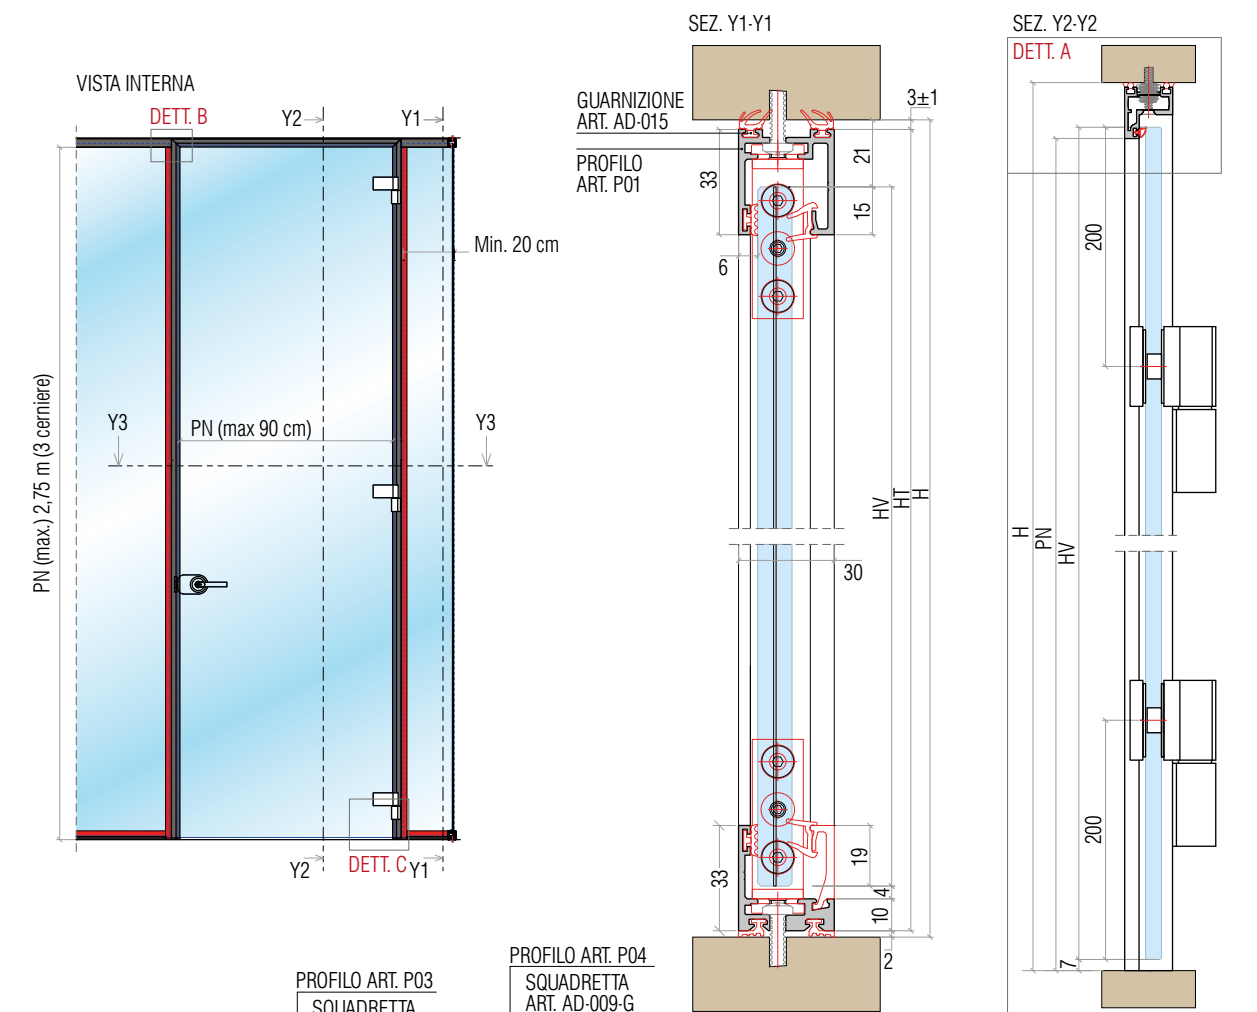 VISTA INTERNA
DETT. B
Y2
Y1
Min. 20 cm
Y3
PN (max 90 cm)
Y3
PN (max.) 2,75 m (3 cerniere)
Y2
DETT. C
Y1
PROFILO ART. P03
SQUADRETTA
PROFILO ART. P04
SQUADRETTA
ART. AD-009-G
SEZ. Y1-Y1
GUARNIZIONE
ART. AD-015
PROFILO
ART. P01
3±1
33
21
15
6
HV
HT
H
30
33
19
4
10
2
SEZ. Y2-Y2
DETT. A
200
H
PN
HV
200
7